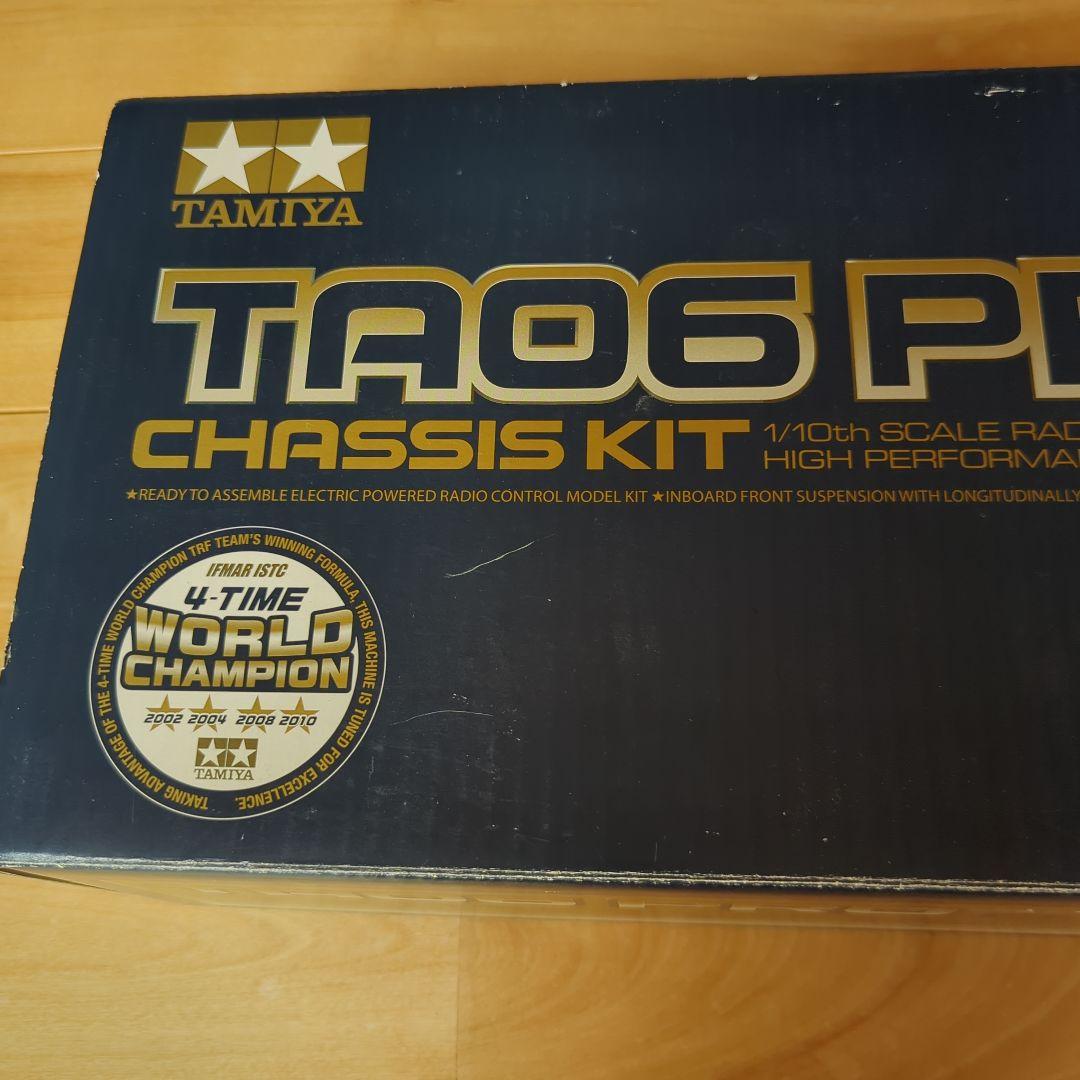 TAMIYA
TA06 P
CHASSIS KIT
1/10th SCALE RAD
HIGH PERFORMA
★READY TO ASSEMBLE ELECTRIC POWERED RADIO CONTROL MODEL KIT ★INBOARD FRONT SUSPENSION WITH LONGITUDINALLY
TAKING ADVANTAGE OF THE 4-TIME WORLD CHAMPION TRF TEAM'S WINNING FORMULA, THIS MACHINE IS TUNED FOR EXCELLENCE.
IFMAR ISTC
4-TIME
WORLD
CHAMPION
2002 2004 2008 2010
TAMIYA